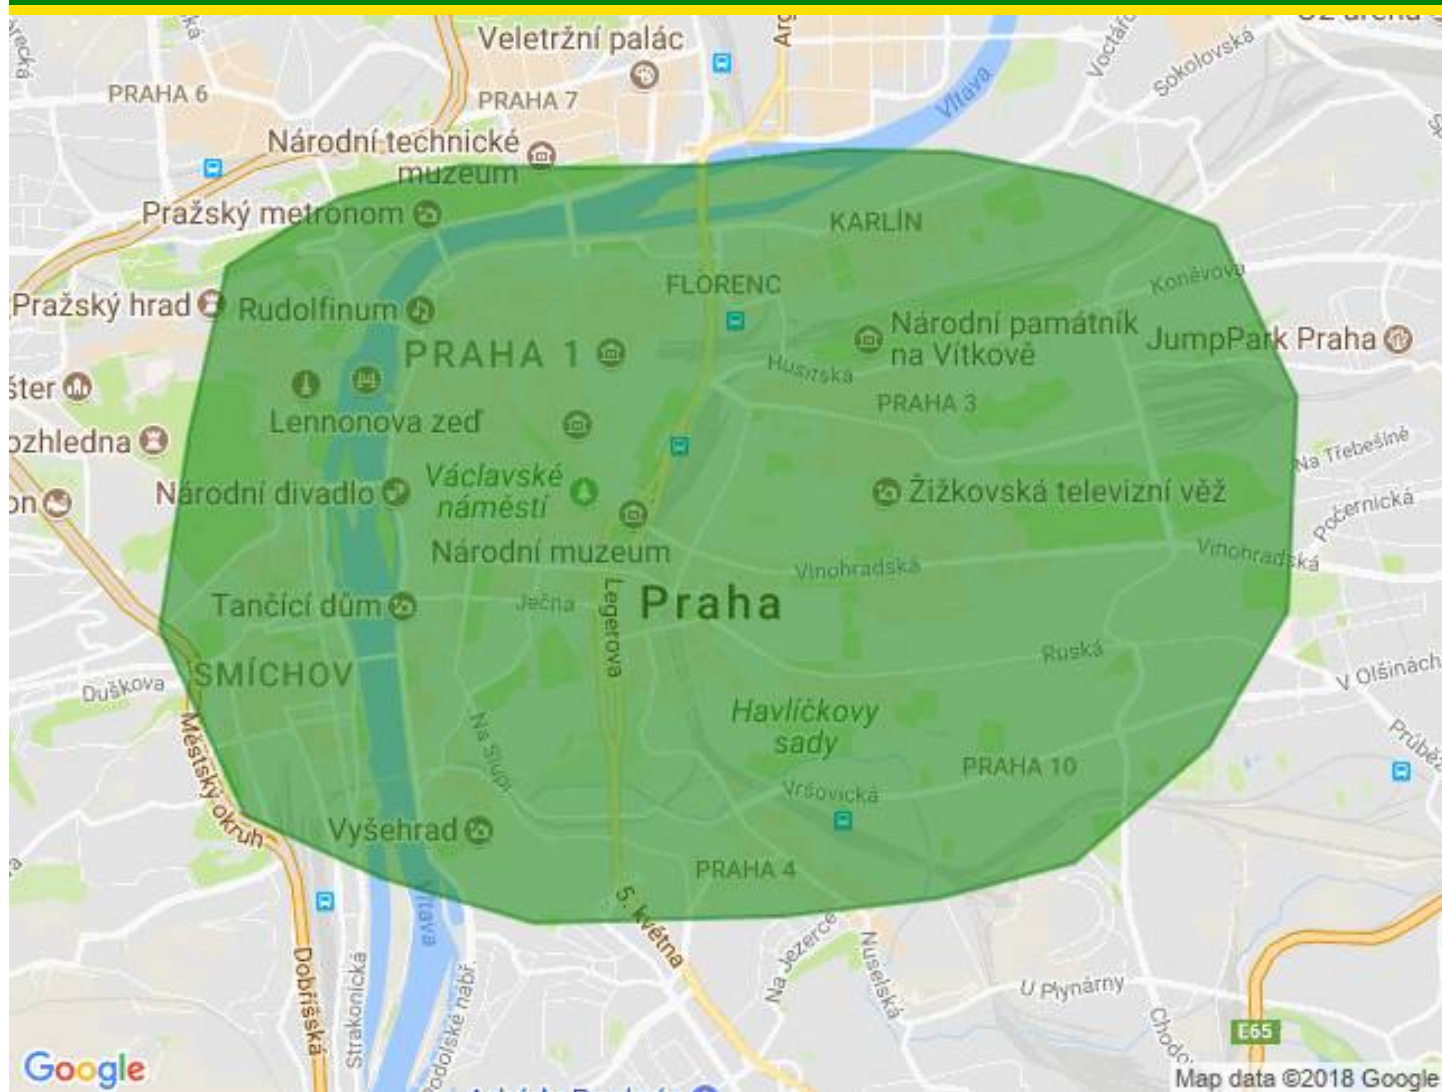 Veletržní palác
PRAHA 6
PRAHA 7
Sokolovská
Vltava
Národní technické
muzeum
Pražský metronom
KARLÍN
Koněvova
FLORENC
Pražský hrad
Rudolfinum
Národní památník
na Vítkově
JumpPark Praha
PRAHA 1
Husitská
PRAHA 3
Lennonova zeď
ozhledna
Na Třebešíně
Václavské
náměstí
Národní divadlo
Žižkovská televizní věž
Počernická
Národní muzeum
Vinohradská
Vinohradská
Tančící dům
Ječná
Legerova
Praha
SMÍCHOV
Duškova
Ruská
V Olšinách
Havlíčkovy
sady
Na Slupi
Městský okruh
PRAHA 10
Vršovická
Vyšehrad
PRAHA 4
5. května
Vltava
Na Jezerce
Nuselská
Dobříšská
Strakonická
U Plynárny
E65
Google
Map data ©2018 Google